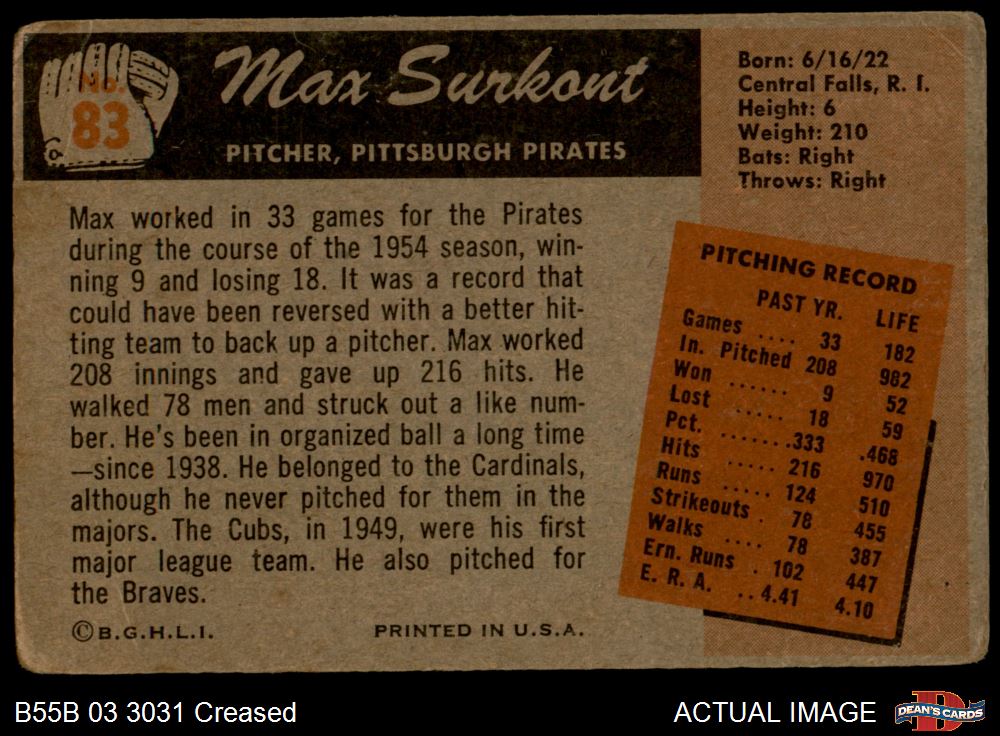 No.
83
Max Surkont
PITCHER, PITTSBURGH PIRATES
Born: 6/16/22
Central Falls, R. I.
Height: 6
Weight: 210
Bats: Right
Throws: Right
Max worked in 33 games for the Pirates
during the course of the 1954 season, win-
ning 9 and losing 18. It was a record that
could have been reversed with a better hit-
ting team to back up a pitcher. Max worked
208 innings and gave up 216 hits. He
walked 78 men and struck out a like num-
ber. He's been in organized ball a long time
—since 1938. He belonged to the Cardinals,
although he never pitched for them in the
majors. The Cubs, in 1949, were his first
major league team. He also pitched for
the Braves.
©B.G.H.L.I. PRINTED IN U.S.A.
PITCHING RECORD
PAST YR. LIFE
Games .... 33 182
In. Pitched 208 982
Won ...... 9 52
Lost ..... 18 59
Pct. .......333 .468
Hits ..... 216 970
Runs ..... 124 510
Strikeouts . 78 455
Walks .... 78 387
Ern. Runs . 102 447
E. R. A. ..4.41 4.10
B55B 03 3031 Creased
ACTUAL IMAGE
D
DEAN'S CARDS